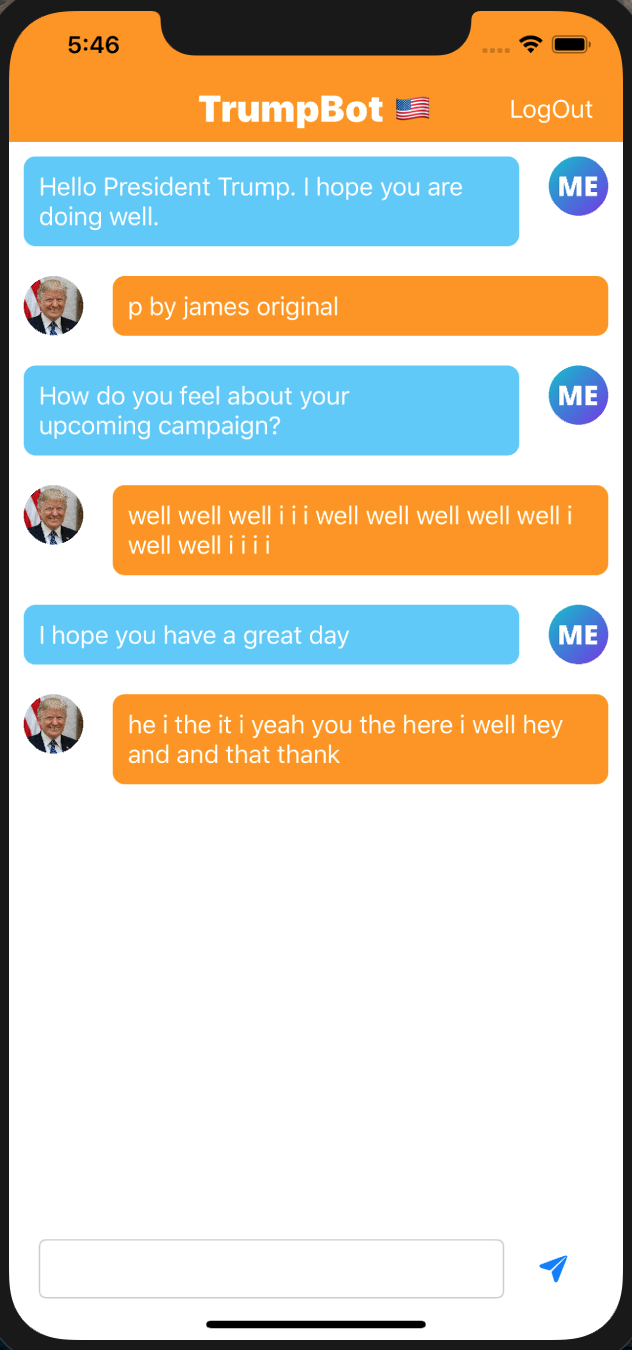 5:46
TrumpBot 🇺🇸
LogOut
Hello President Trump. I hope you are
doing well.
ME
p by james original
How do you feel about your
upcoming campaign?
ME
well well well i i i well well well well well i
well well i i i i
I hope you have a great day
ME
he i the it i yeah you the here i well hey
and and that thank